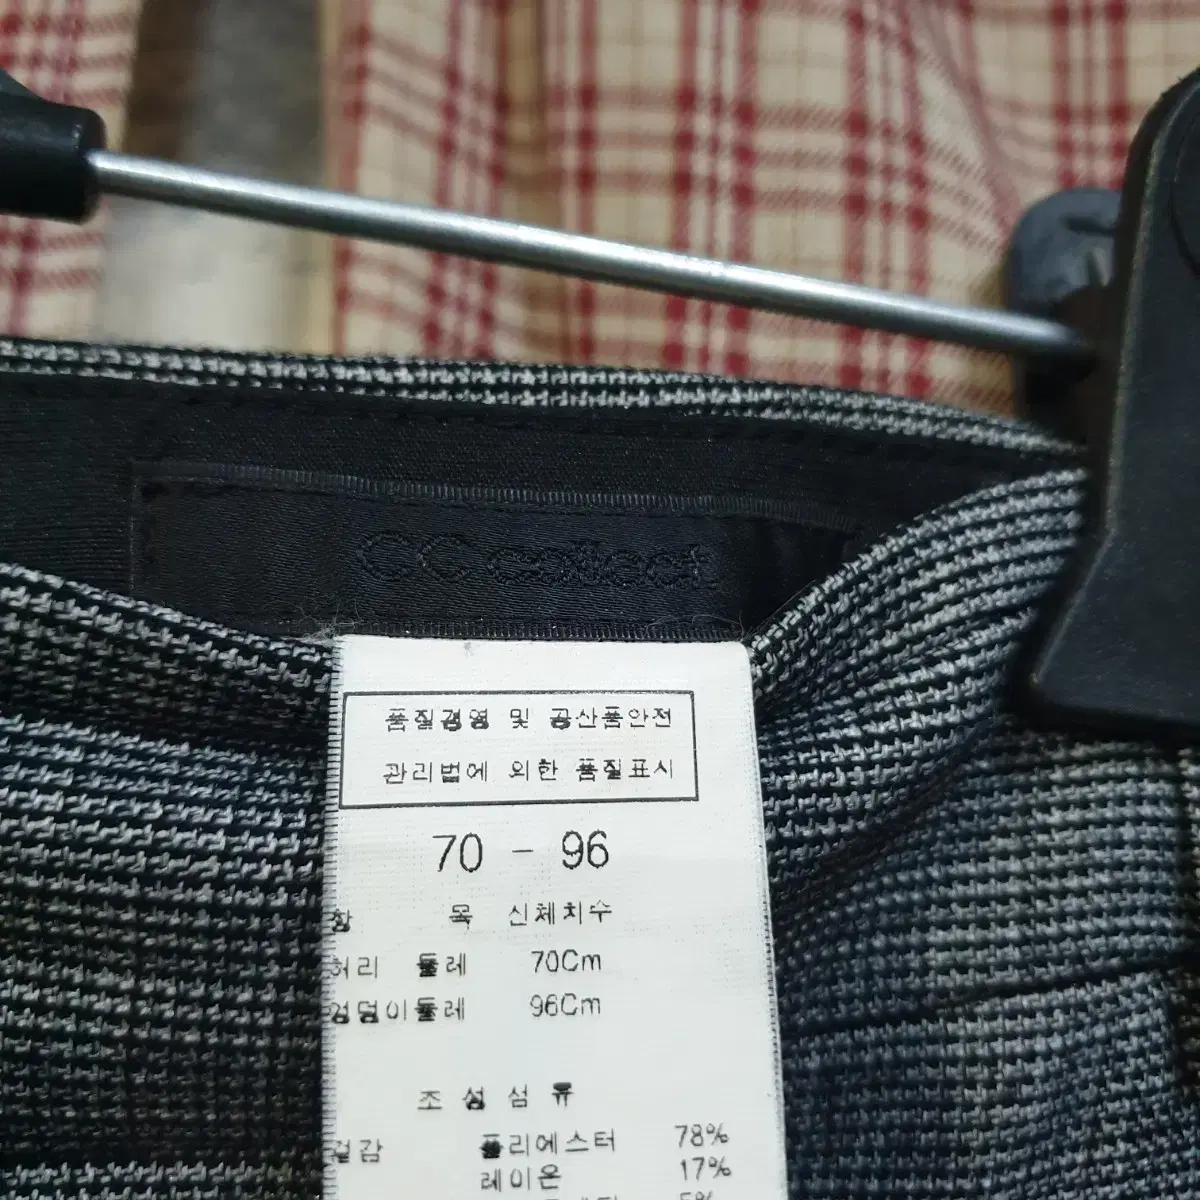 CC collect
품질경영 및 공산품안전
관리법에 의한 품질표시
70 - 96
항 목 신체치수
허리 둘레 70Cm
엉덩이둘레 96Cm
조 성 섬 유
겉감 폴리에스터 78%
레이온 17%
5%